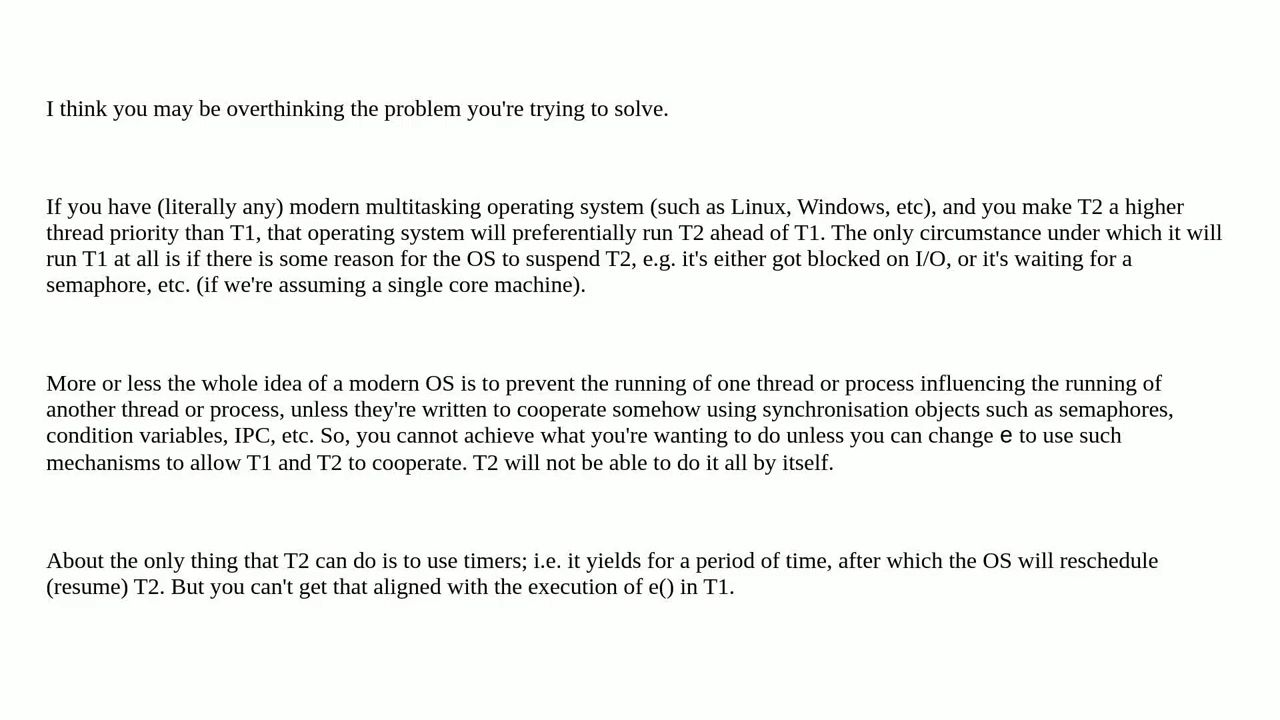 I think you may be overthinking the problem you're trying to solve.
If you have (literally any) modern multitasking operating system (such as Linux, Windows, etc), and you make T2 a higher
thread priority than T1, that operating system will preferentially run T2 ahead of T1. The only circumstance under which it will
run T1 at all is if there is some reason for the OS to suspend T2, e.g. it's either got blocked on I/O, or it's waiting for a
semaphore, etc. (if we're assuming a single core machine).
More or less the whole idea of a modern OS is to prevent the running of one thread or process influencing the running of
another thread or process, unless they're written to cooperate somehow using synchronisation objects such as semaphores,
condition variables, IPC, etc. So, you cannot achieve what you're wanting to do unless you can change e to use such
mechanisms to allow T1 and T2 to cooperate. T2 will not be able to do it all by itself.
About the only thing that T2 can do is to use timers; i.e. it yields for a period of time, after which the OS will reschedule
(resume) T2. But you can't get that aligned with the execution of e() in T1.